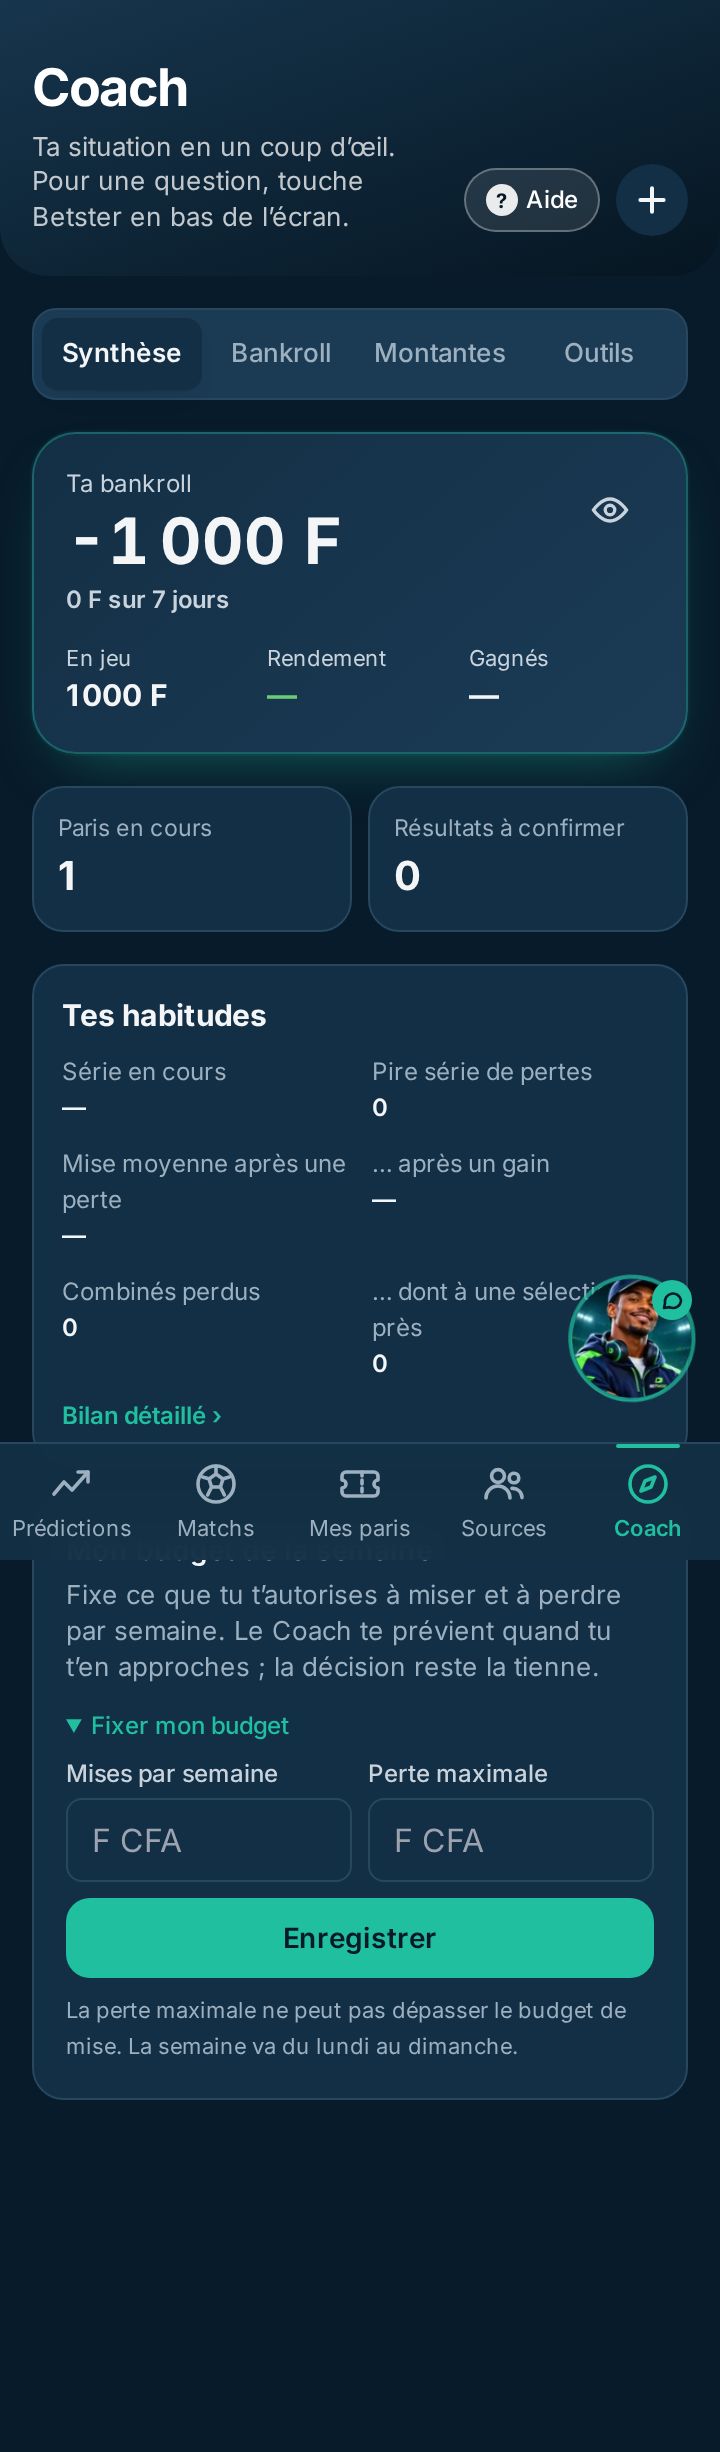 Coach
Ta situation en un coup d’œil.
Pour une question, touche
Betster en bas de l’écran.
? Aide
Synthèse Bankroll Montantes Outils
Ta bankroll
-1 000 F
0 F sur 7 jours
En jeu Rendement Gagnés
1000 F — —
Paris en cours Résultats à confirmer
1 0
Tes habitudes
Série en cours Pire série de pertes
— 0
Mise moyenne après une … après un gain
perte —
—
Combinés perdus … dont à une
0 près
0
Bilan détaillé ›
Prédictions Matchs Mes paris Sources Coach
Mon budget de la semaine
Fixe ce que tu t’autorises à miser et à perdre
par semaine. Le Coach te prévient quand tu
t’en approches ; la décision reste la tienne.
▼ Fixer mon budget
Mises par semaine Perte maximale
F CFA F CFA
Enregistrer
La perte maximale ne peut pas dépasser le budget de
mise. La semaine va du lundi au dimanche.